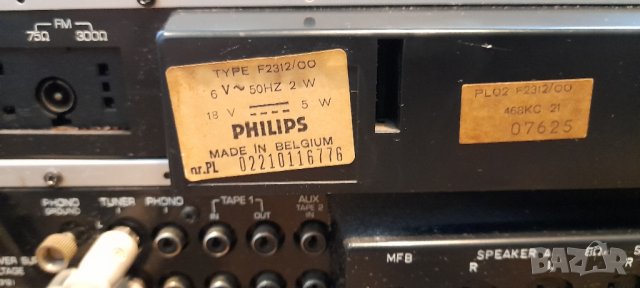 FM
75Ω 300Ω
TYPE F2312/00
6 V ~ 50HZ 2 W
18 V 5 W
PHILIPS
MADE IN BELGIUM
nr.PL 02210116776
PL02 F2312/00
468KC 21
07625
PHONO GROUND
TUNER
PHONO 1
TAPE 1
IN OUT
AUX
TAPE 2
IN
MFB
SPEAKER A
R
R
bazar